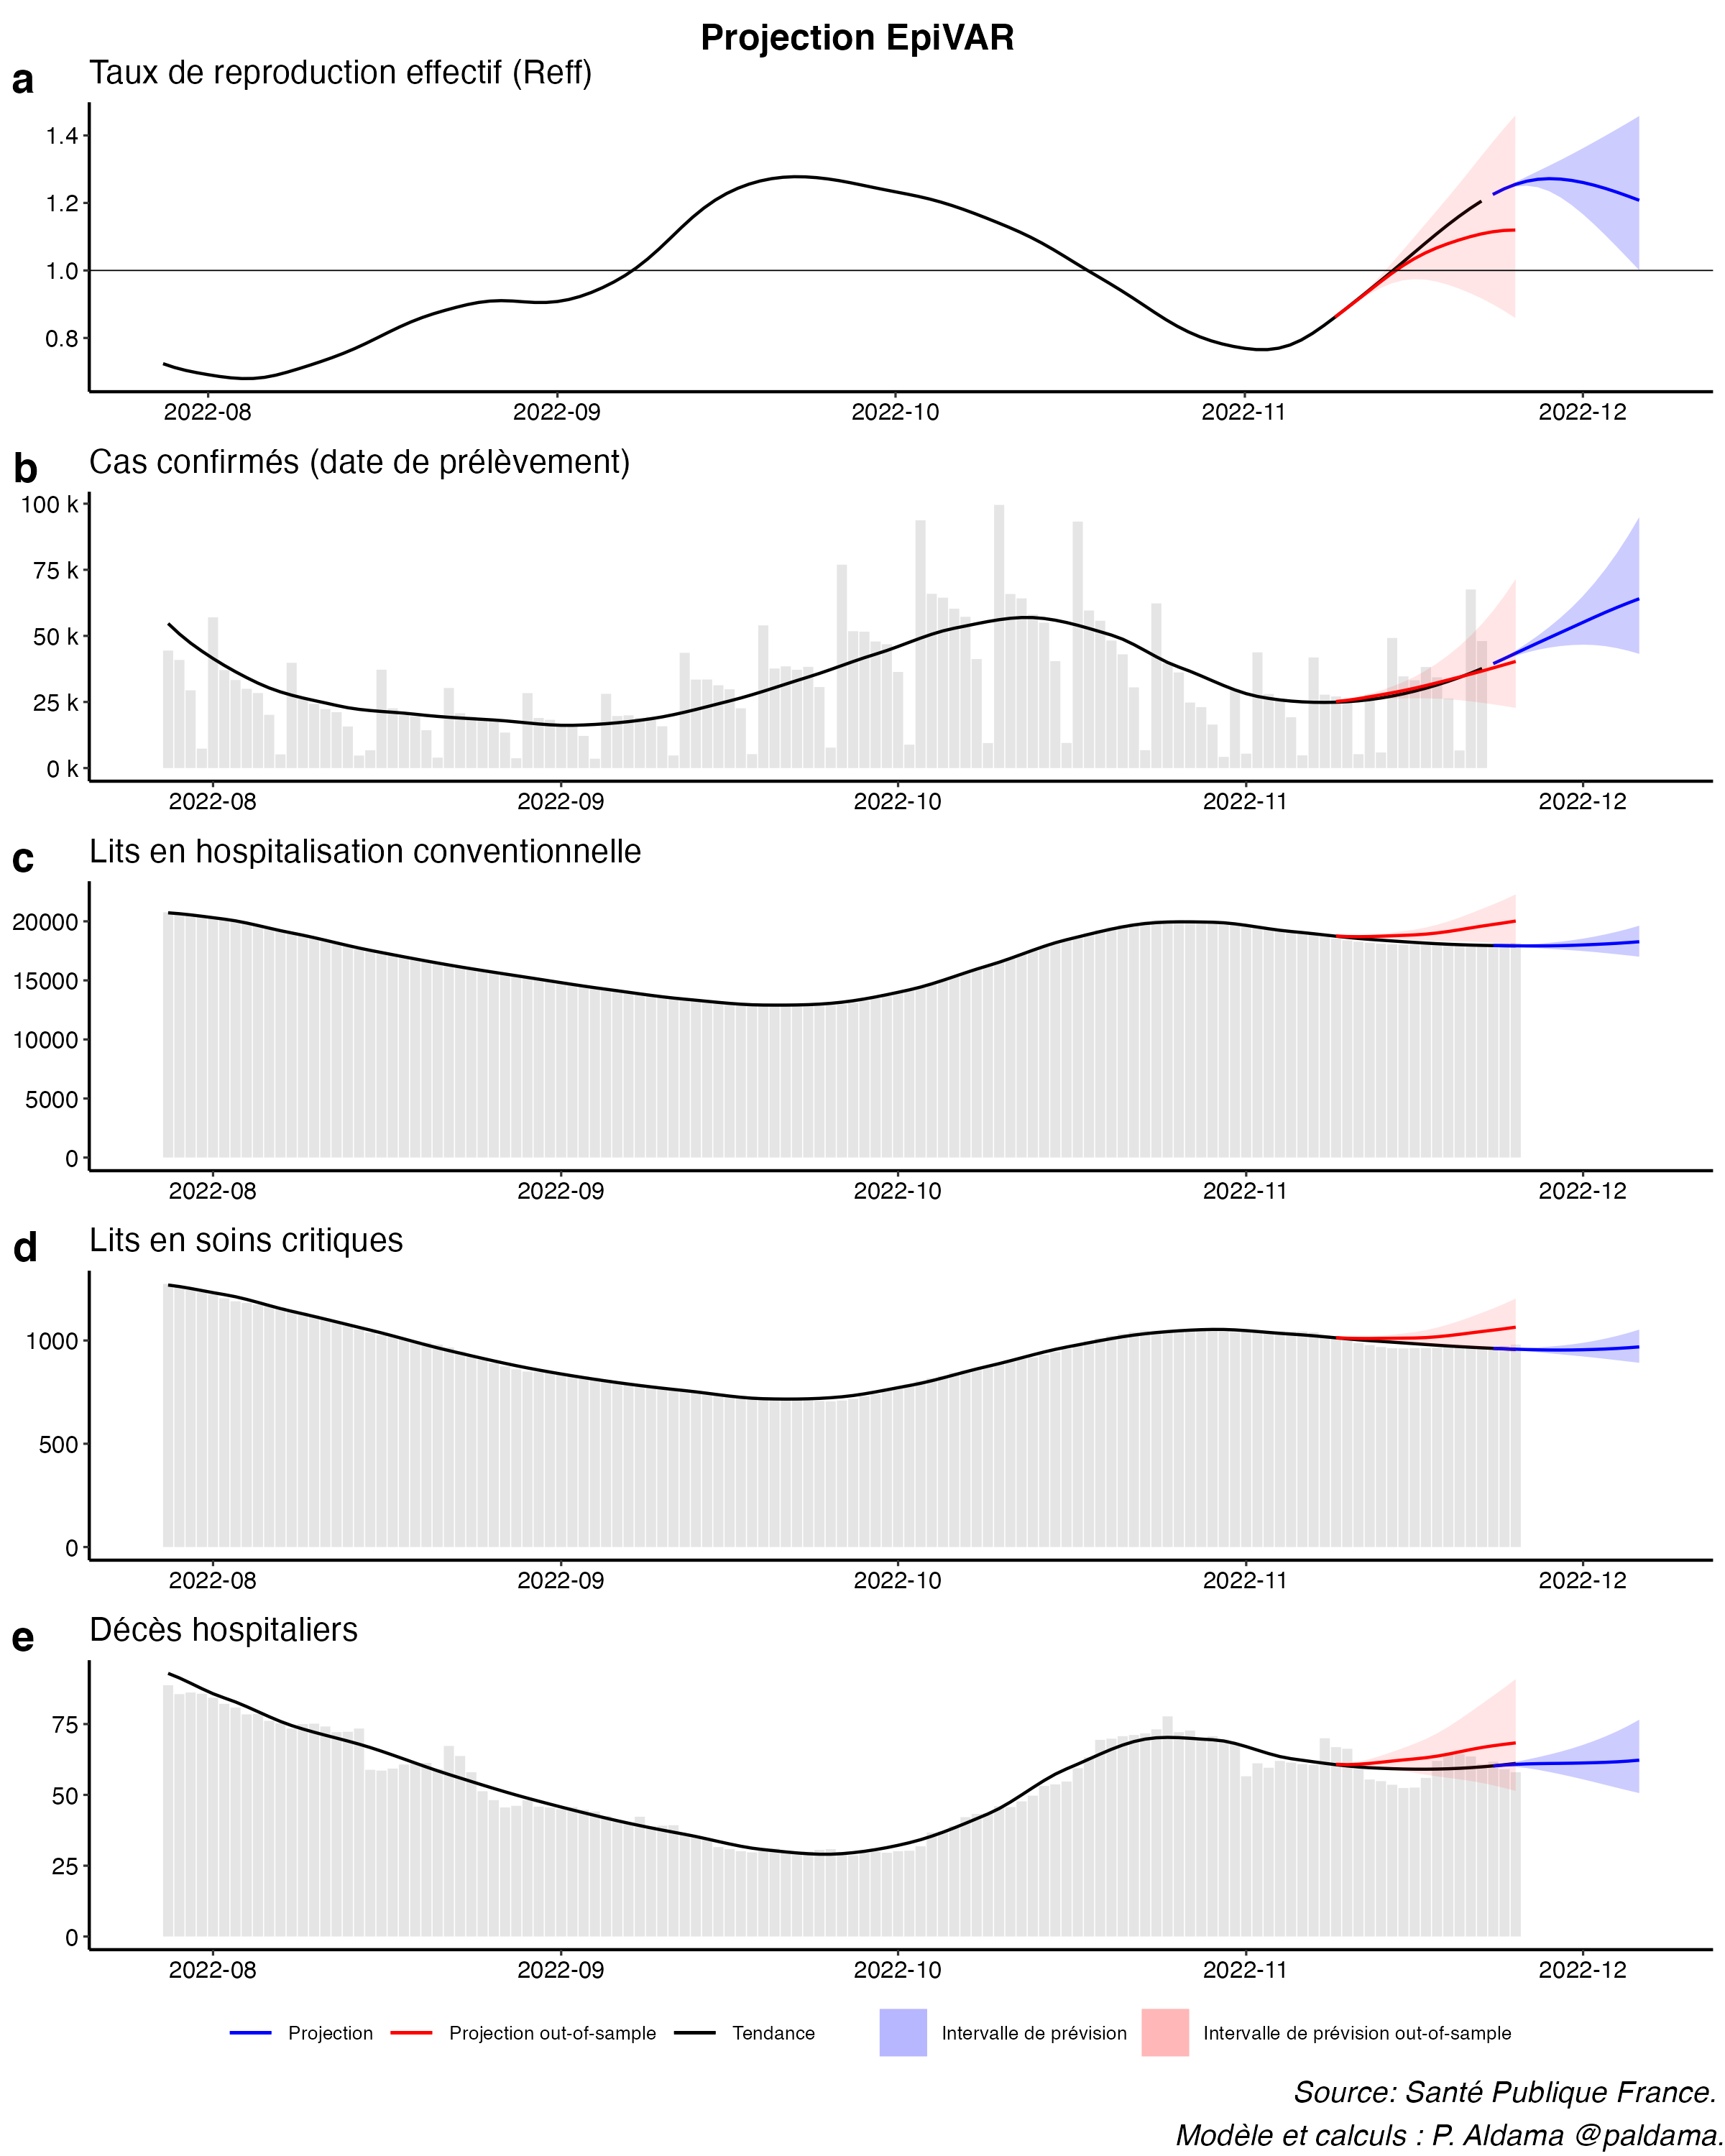 Projection EpiVAR
a Taux de reproduction effectif (Reff)
1.4
1.2
1.0
0.8
2022-08 2022-09 2022-10 2022-11 2022-12
b Cas confirmés (date de prélèvement)
100 k
75 k
50 k
25 k
0 k
2022-08 2022-09 2022-10 2022-11 2022-12
c Lits en hospitalisation conventionnelle
20000
15000
10000
5000
0
2022-08 2022-09 2022-10 2022-11 2022-12
d Lits en soins critiques
1000
500
0
2022-08 2022-09 2022-10 2022-11 2022-12
e Décès hospitaliers
75
50
25
0
2022-08 2022-09 2022-10 2022-11 2022-12
Projection Projection out-of-sample Tendance Intervalle de prévision Intervalle de prévision out-of-sample
Source: Santé Publique France.
Modèle et calculs : P. Aldama @paldama.